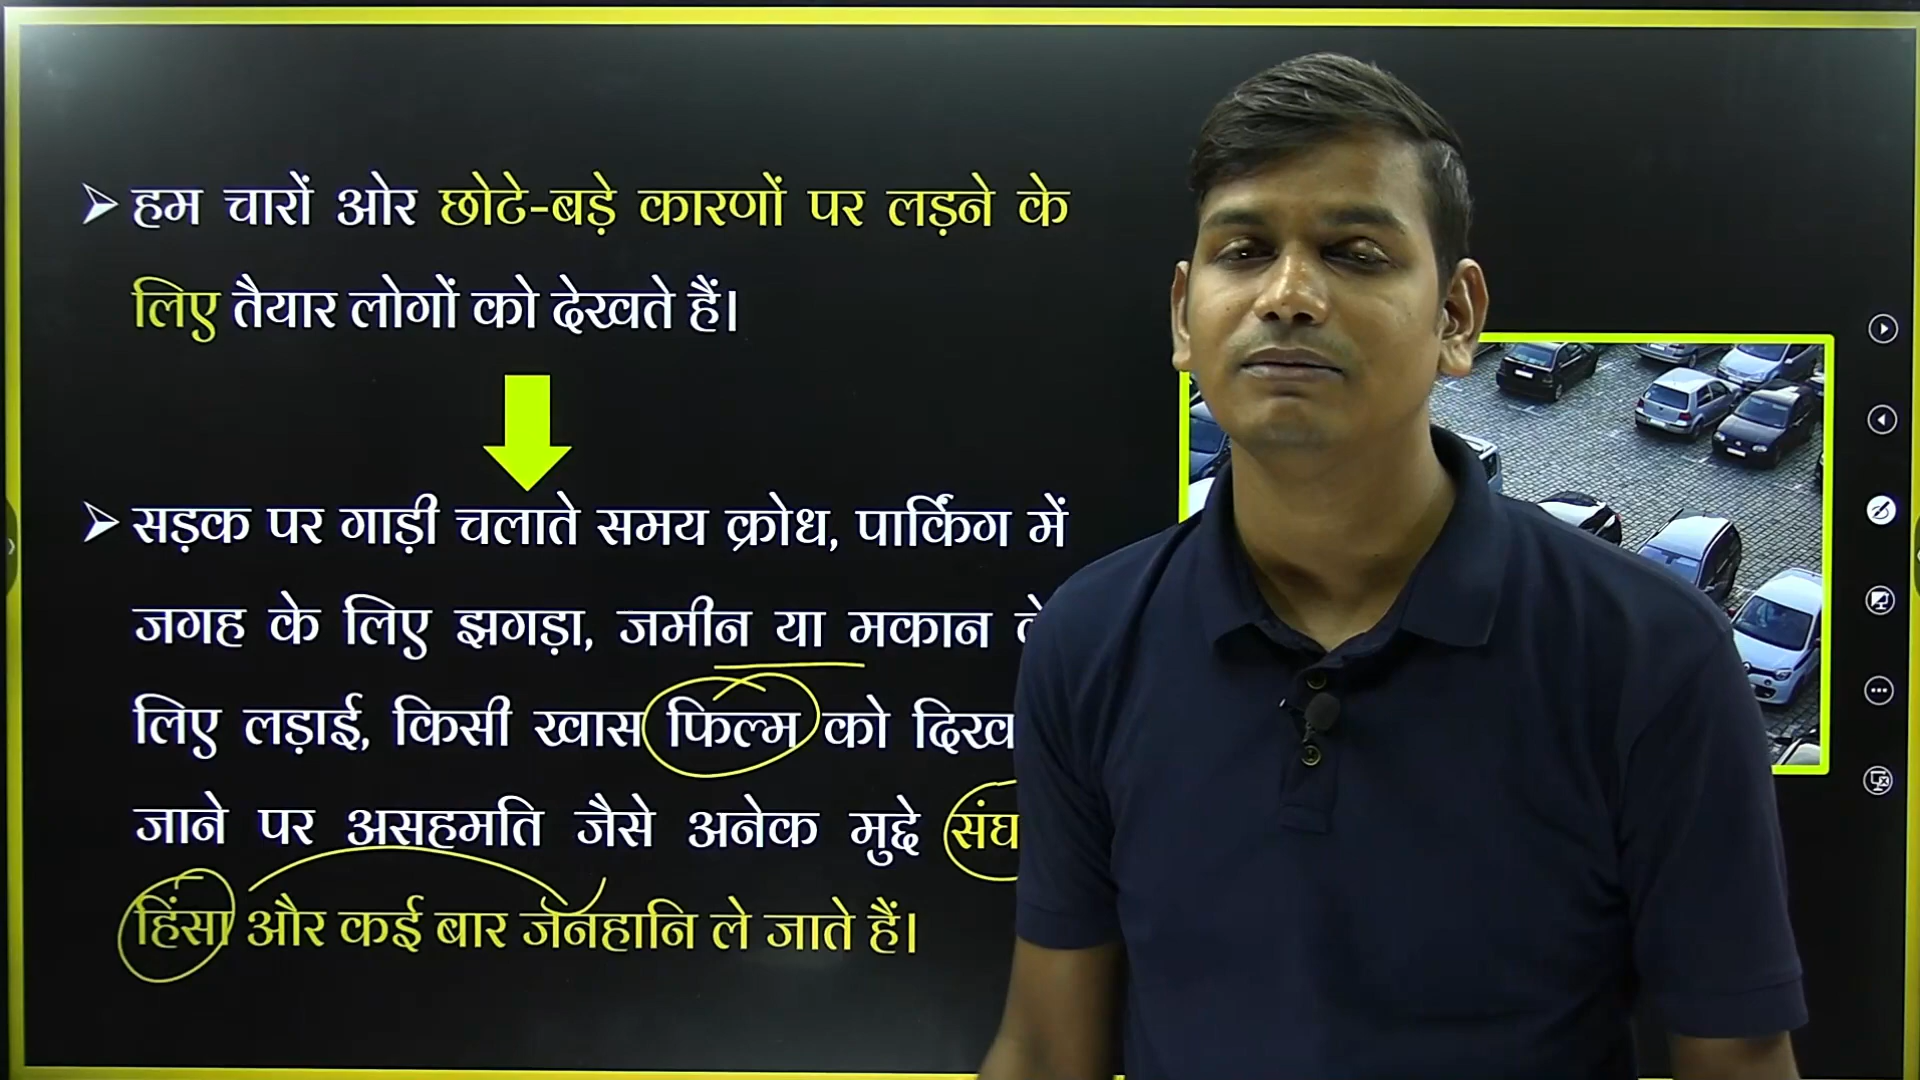 हम चारों ओर छोटे-बड़े कारणों पर लड़ने के
लिए तैयार लोगों को देखते हैं।
सड़क पर गाड़ी चलाते समय क्रोध, पार्किंग में
जगह के लिए झगड़ा, जमीन या मकान
लिए लड़ाई, किसी खास फिल्म को
जाने पर असहमति जैसे अनेक मुद्दे
हिंसा और कई बार जनहानि ले जाते हैं।